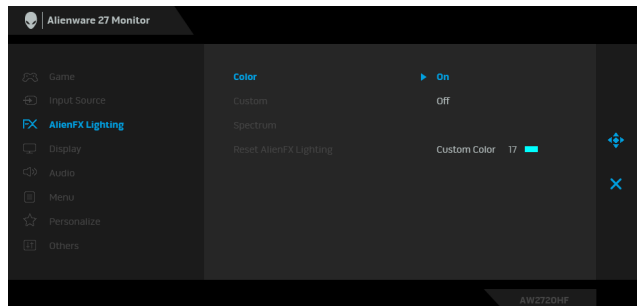 Alienware 27 Monitor
Game
Input Source
FX AlienFX Lighting
Display
Audio
Menu
Personalize
Others
Color
Custom
Spectrum
Reset AlienFX Lighting
On
Off
Custom Color 17
AW2720HF